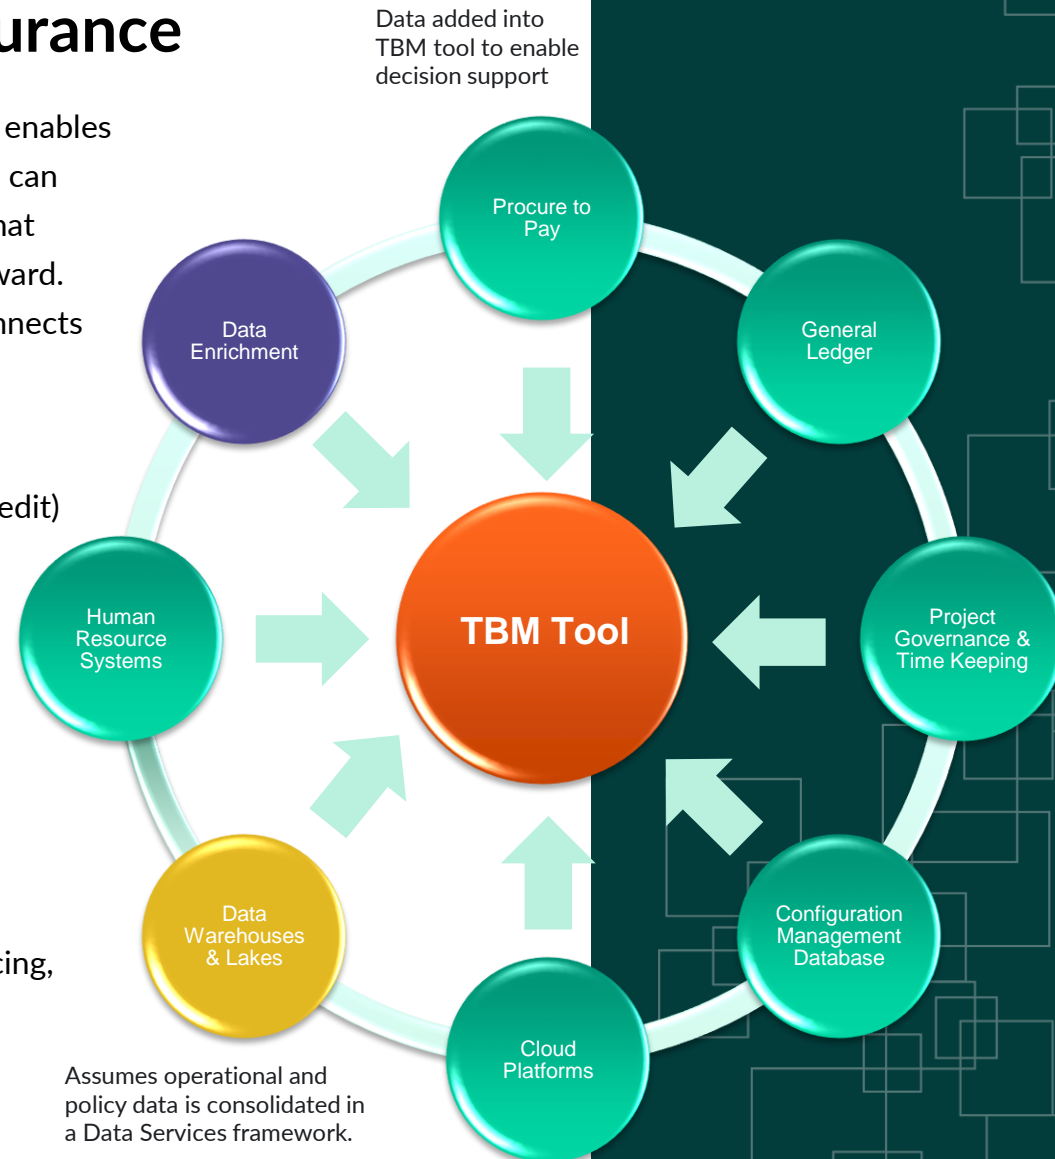 urance
Data added into
TBM tool to enable
decision support
enables
can
hat
ward.
nnects
edit)
cing,
Procure to
Pay
Data
Enrichment
General
Ledger
Human
Resource
Systems
TBM Tool
Project
Governance &
Time Keeping
Data
Warehouses
& Lakes
Configuration
Management
Database
Cloud
Platforms
Assumes operational and
policy data is consolidated in
a Data Services framework.